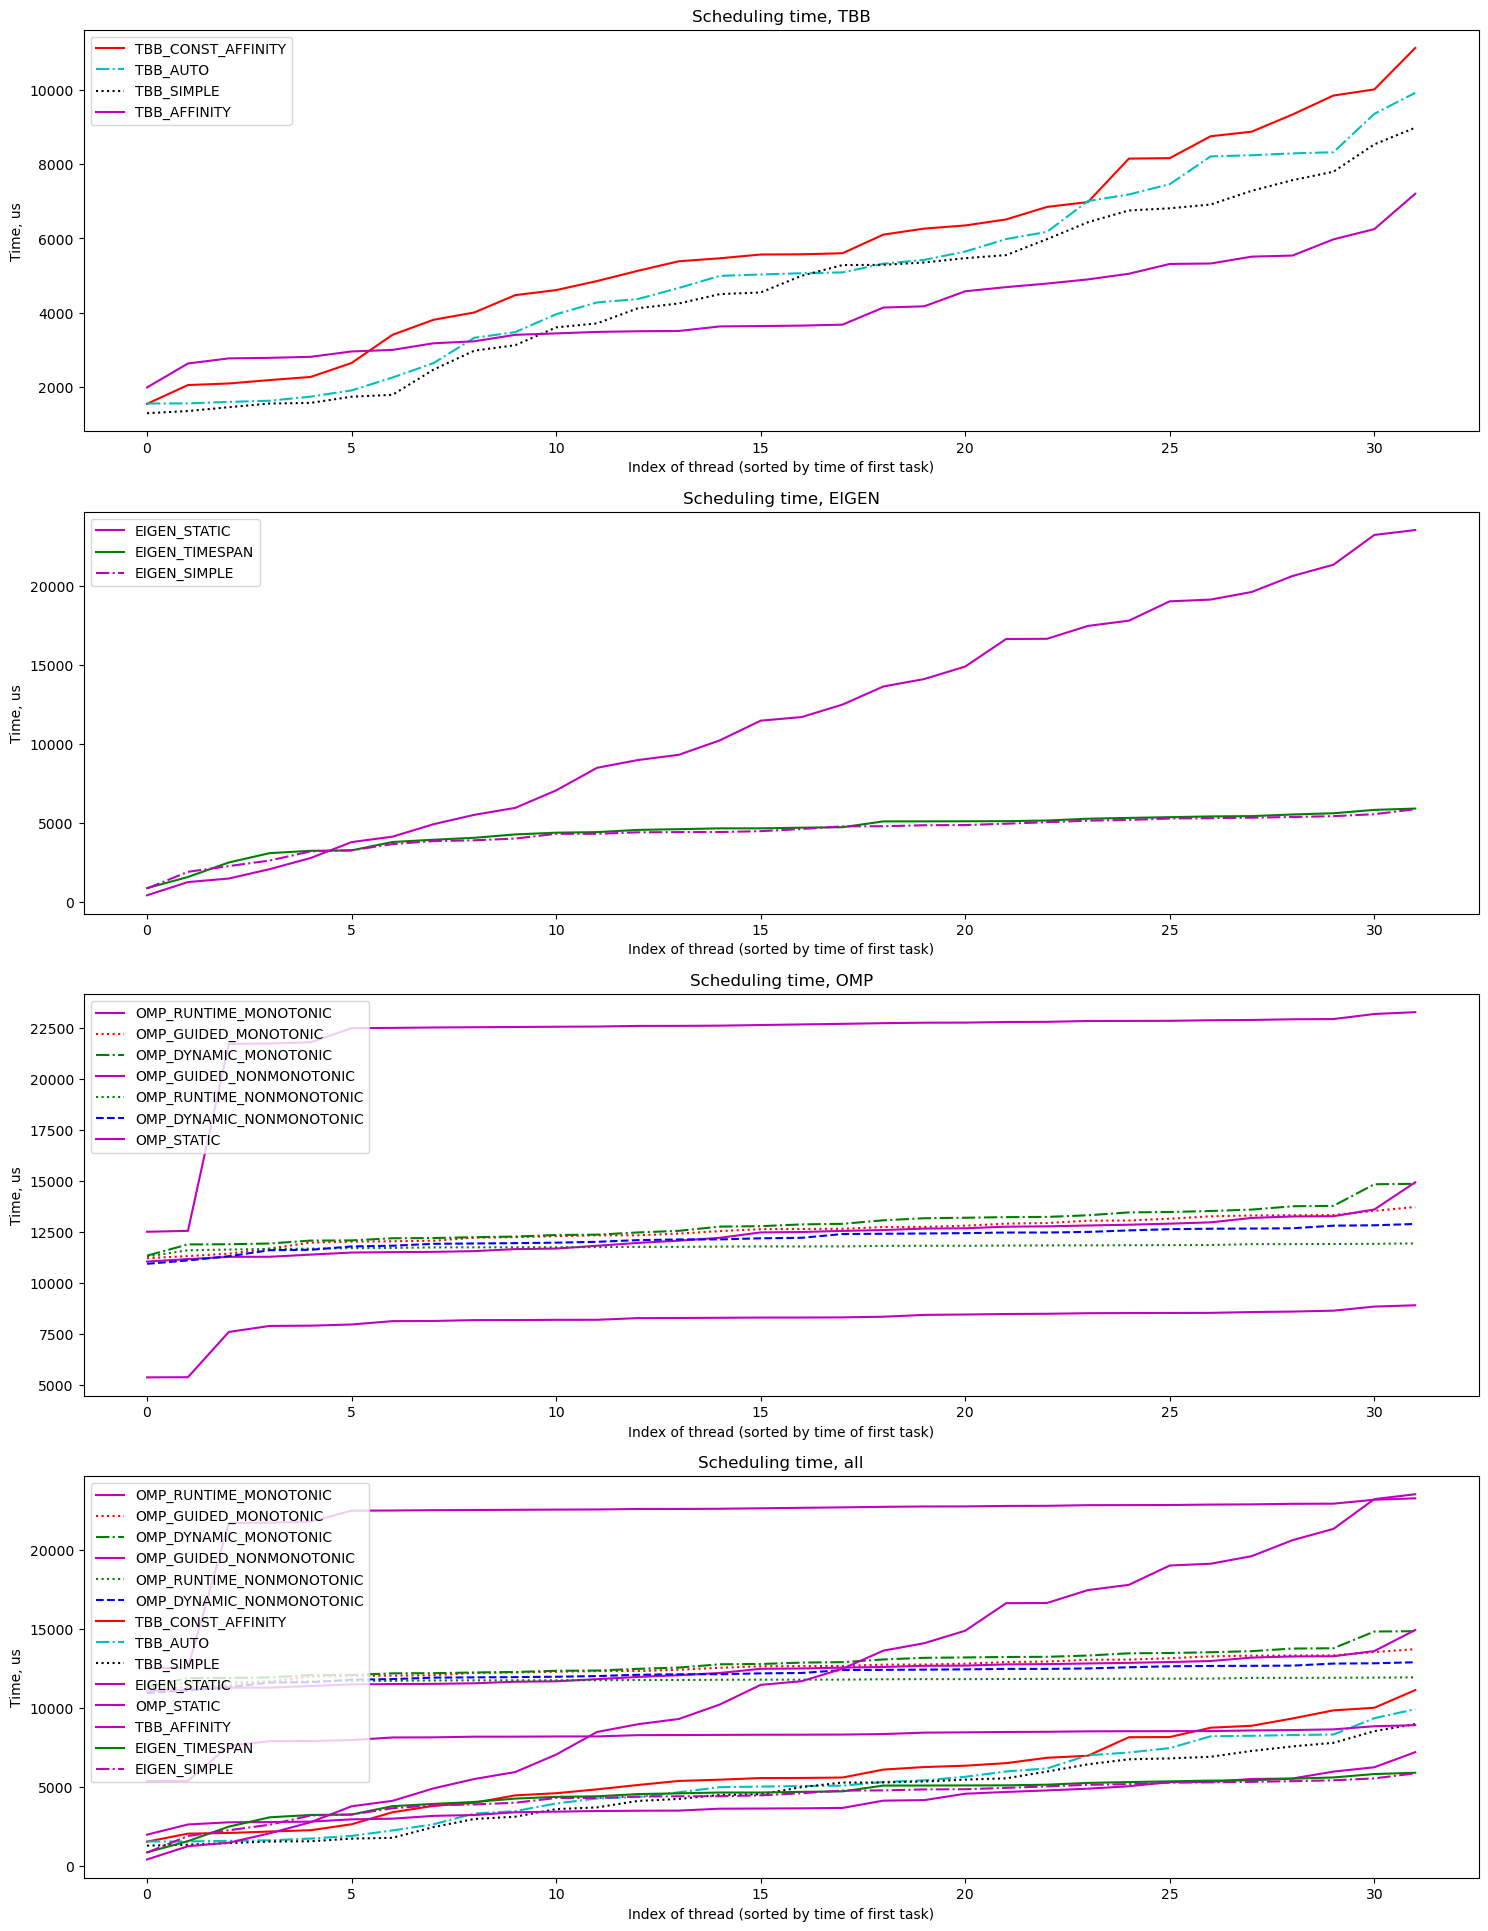 Scheduling time, TBB
TBB_CONST_AFFINITY
TBB_AUTO
TBB_SIMPLE
TBB_AFFINITY
10000
8000
6000
4000
2000
Time, us
0 5 10 15 20 25 30
Index of thread (sorted by time of first task)
Scheduling time, EIGEN
EIGEN_STATIC
EIGEN_TIMESPAN
EIGEN_SIMPLE
20000
15000
10000
5000
0
Time, us
0 5 10 15 20 25 30
Index of thread (sorted by time of first task)
Scheduling time, OMP
OMP_RUNTIME_MONOTONIC
OMP_GUIDED_MONOTONIC
OMP_DYNAMIC_MONOTONIC
OMP_GUIDED_NONMONOTONIC
OMP_RUNTIME_NONMONOTONIC
OMP_DYNAMIC_NONMONOTONIC
OMP_STATIC
22500
20000
17500
15000
12500
10000
7500
5000
Time, us
0 5 10 15 20 25 30
Index of thread (sorted by time of first task)
Scheduling time, all
OMP_RUNTIME_MONOTONIC
OMP_GUIDED_MONOTONIC
OMP_DYNAMIC_MONOTONIC
OMP_GUIDED_NONMONOTONIC
OMP_RUNTIME_NONMONOTONIC
OMP_DYNAMIC_NONMONOTONIC
TBB_CONST_AFFINITY
TBB_AUTO
TBB_SIMPLE
EIGEN_STATIC
OMP_STATIC
TBB_AFFINITY
EIGEN_TIMESPAN
EIGEN_SIMPLE
20000
15000
10000
5000
0
Time, us
0 5 10 15 20 25 30
Index of thread (sorted by time of first task)